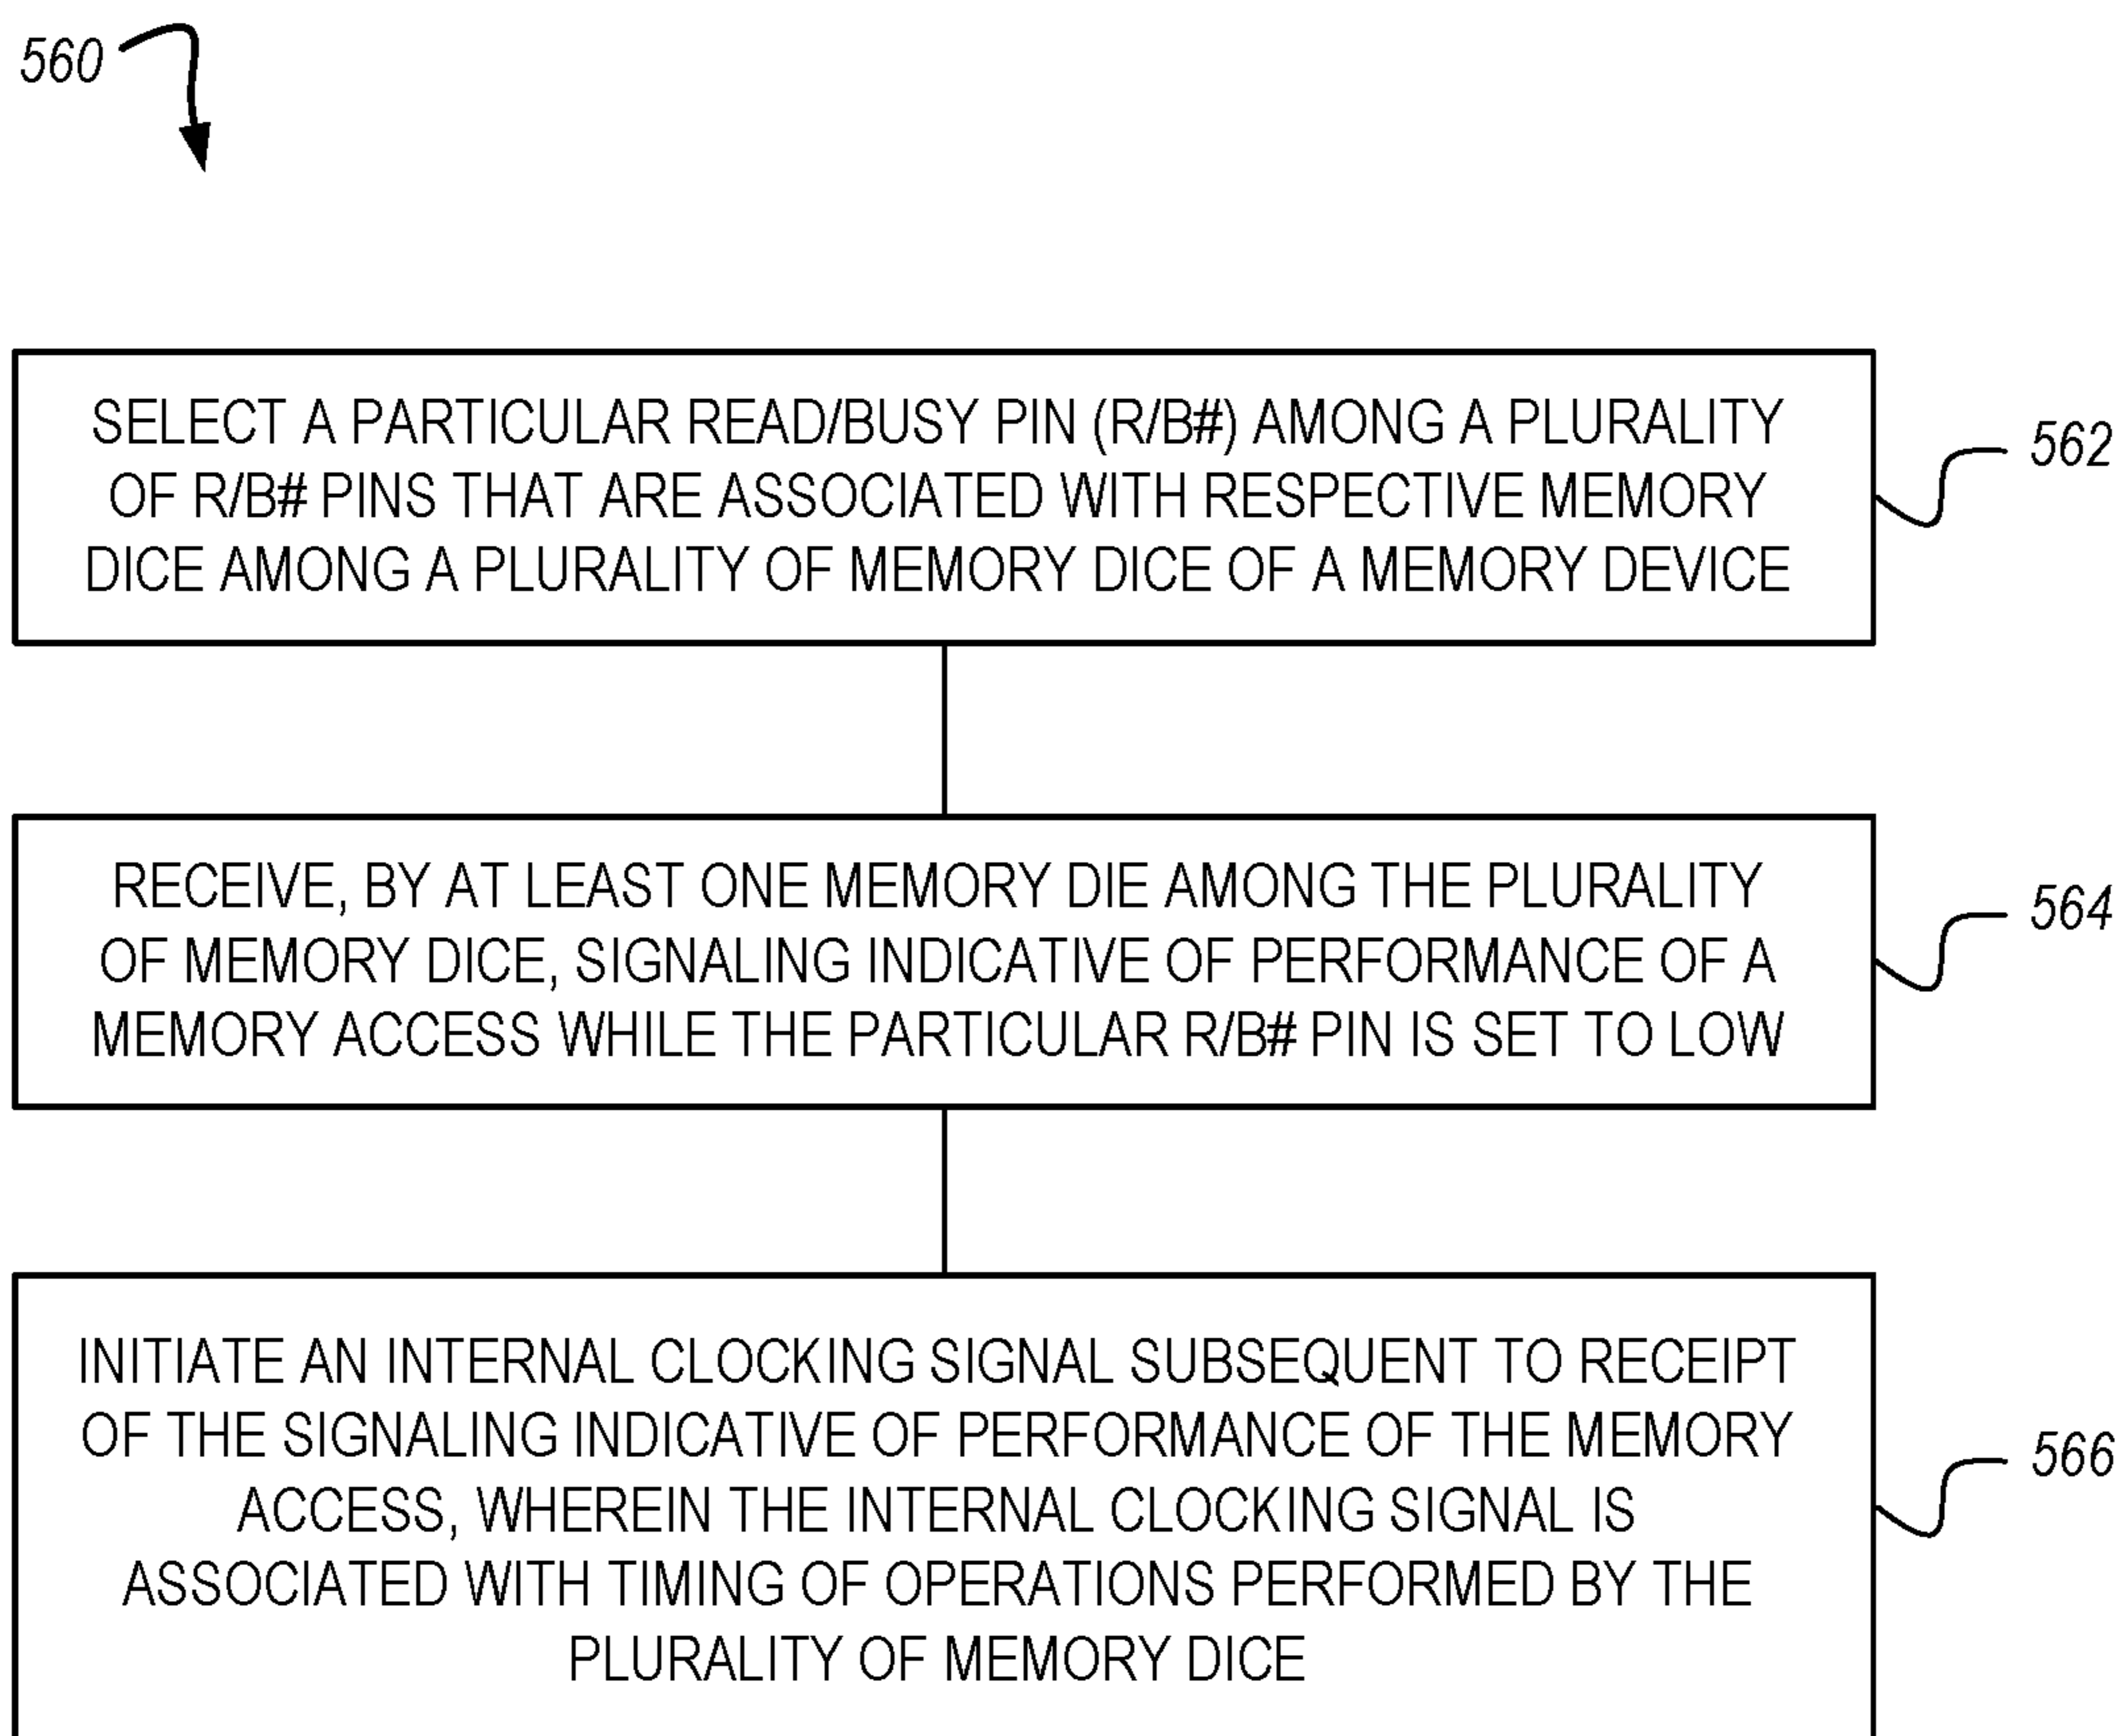 560
SELECT A PARTICULAR READ/BUSY PIN (R/B#) AMONG A PLURALITY
OF R/B# PINS THAT ARE ASSOCIATED WITH RESPECTIVE MEMORY
DICE AMONG A PLURALITY OF MEMORY DICE OF A MEMORY DEVICE
562
RECEIVE, BY AT LEAST ONE MEMORY DIE AMONG THE PLURALITY
OF MEMORY DICE, SIGNALING INDICATIVE OF PERFORMANCE OF A
MEMORY ACCESS WHILE THE PARTICULAR R/B# PIN IS SET TO LOW
564
INITIATE AN INTERNAL CLOCKING SIGNAL SUBSEQUENT TO RECEIPT
OF THE SIGNALING INDICATIVE OF PERFORMANCE OF THE MEMORY
ACCESS, WHEREIN THE INTERNAL CLOCKING SIGNAL IS
ASSOCIATED WITH TIMING OF OPERATIONS PERFORMED BY THE
PLURALITY OF MEMORY DICE
566